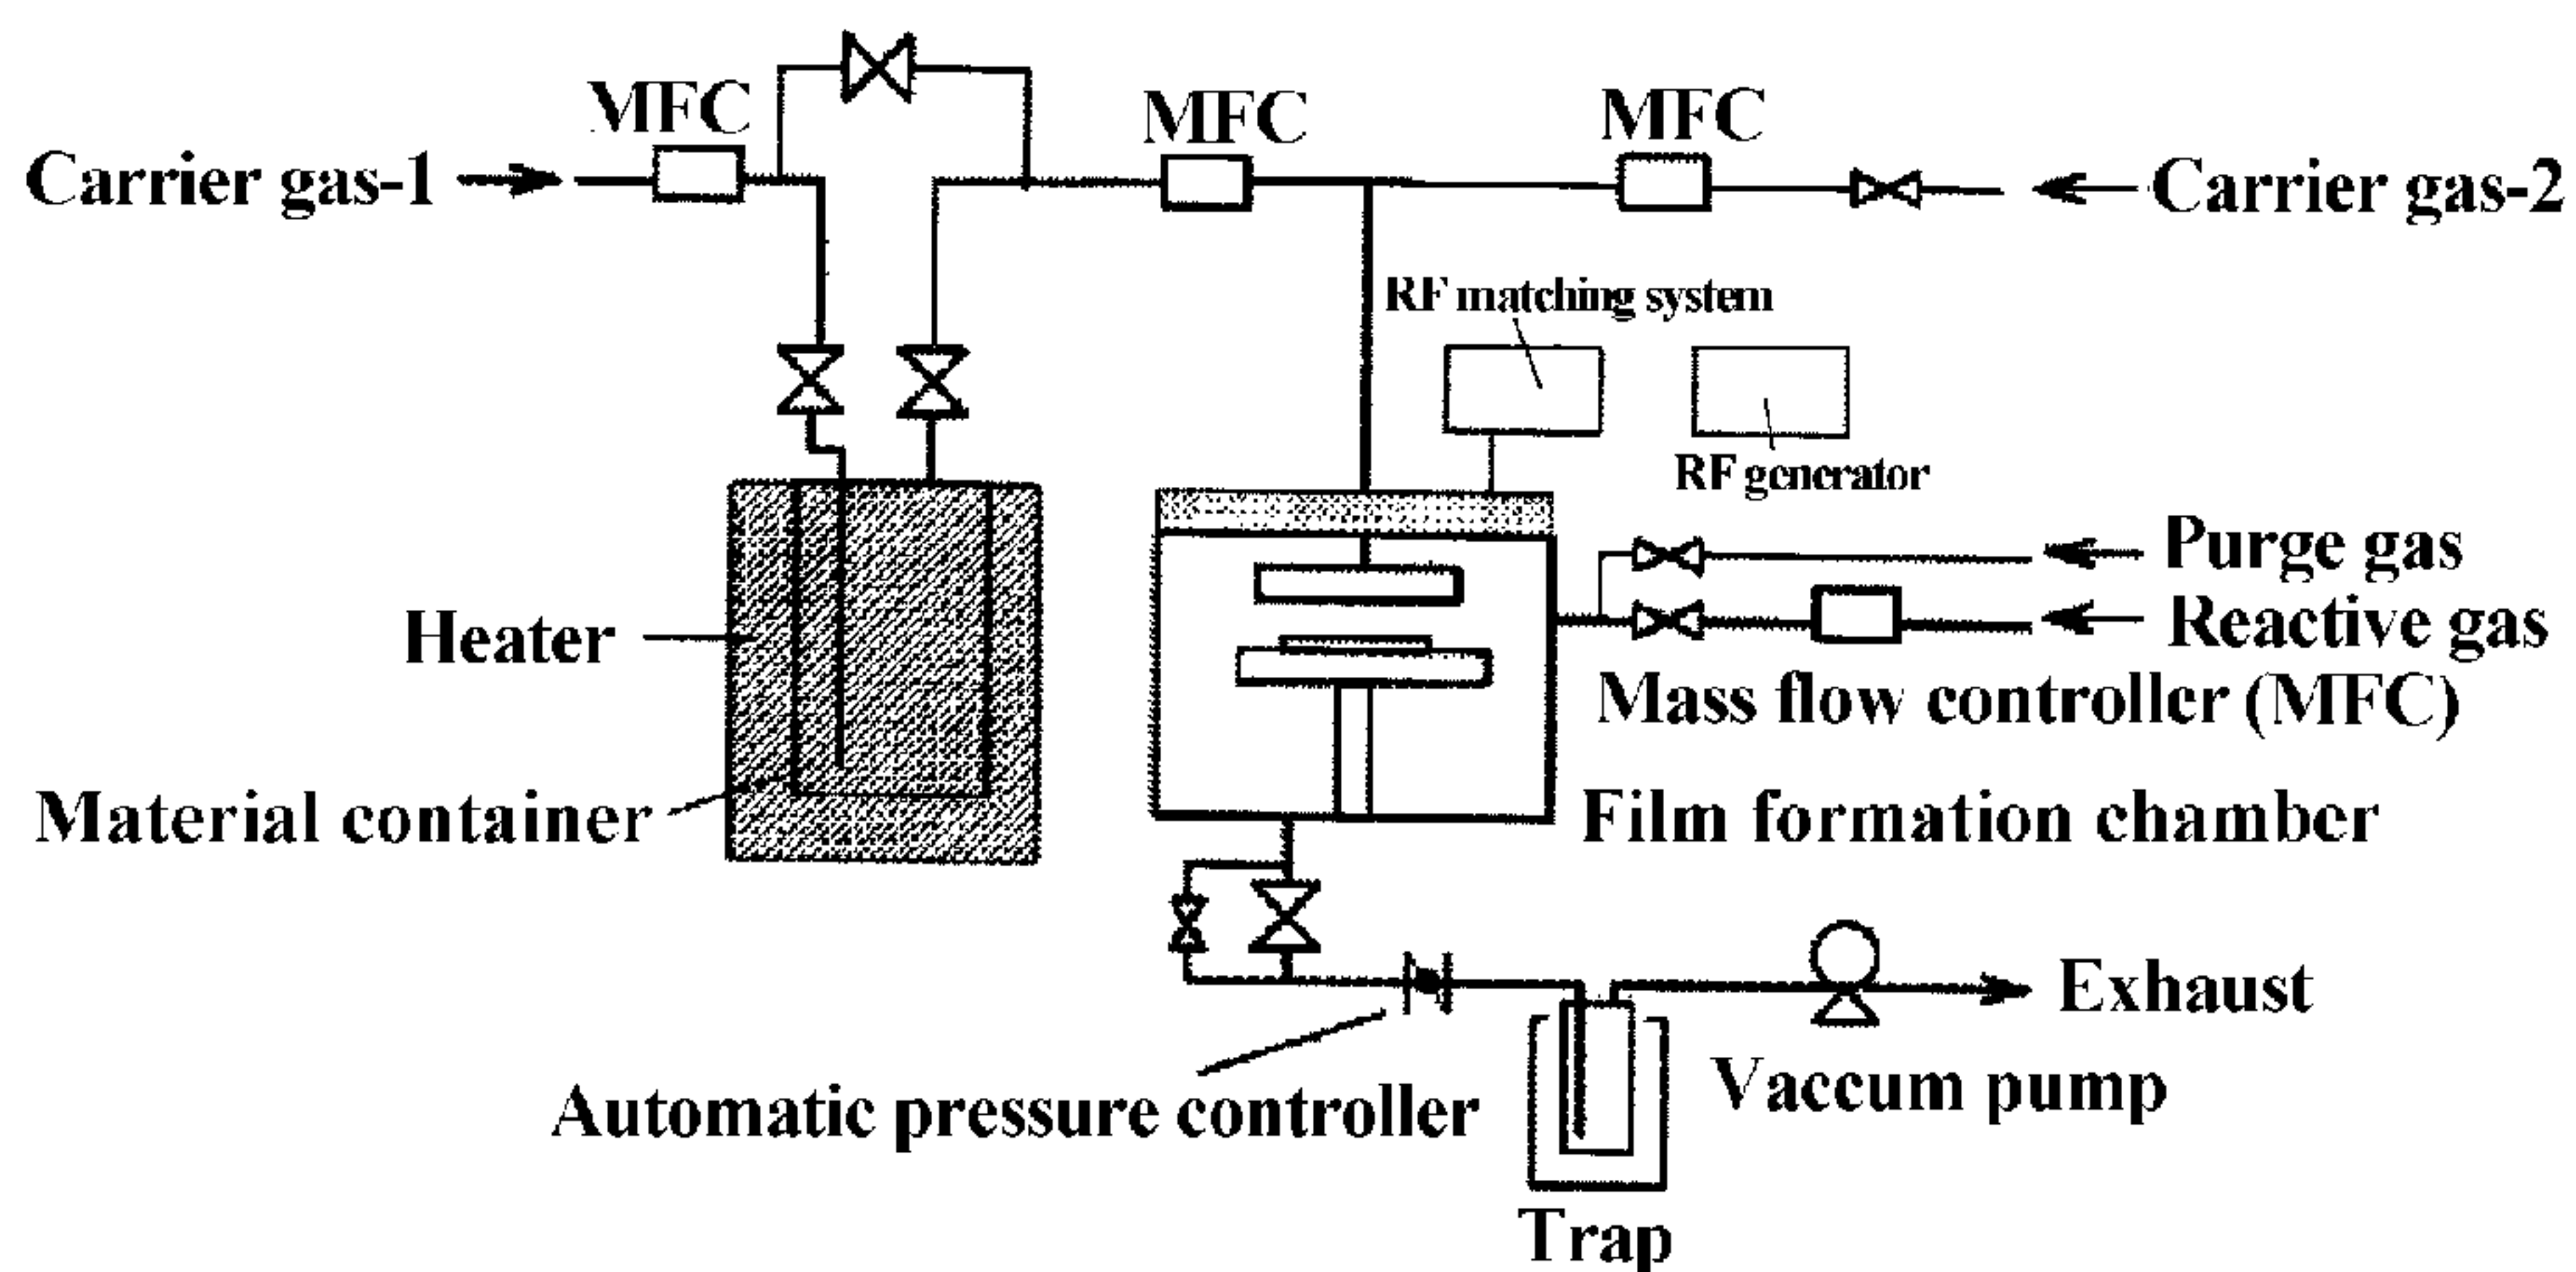 MFC
MFC
MFC
Carrier gas-1
Carrier gas-2
RF matching system
RF generator
Purge gas
Reactive gas
Heater
Mass flow controller (MFC)
Material container
Film formation chamber
Exhaust
Automatic pressure controller
Vaccum pump
Trap